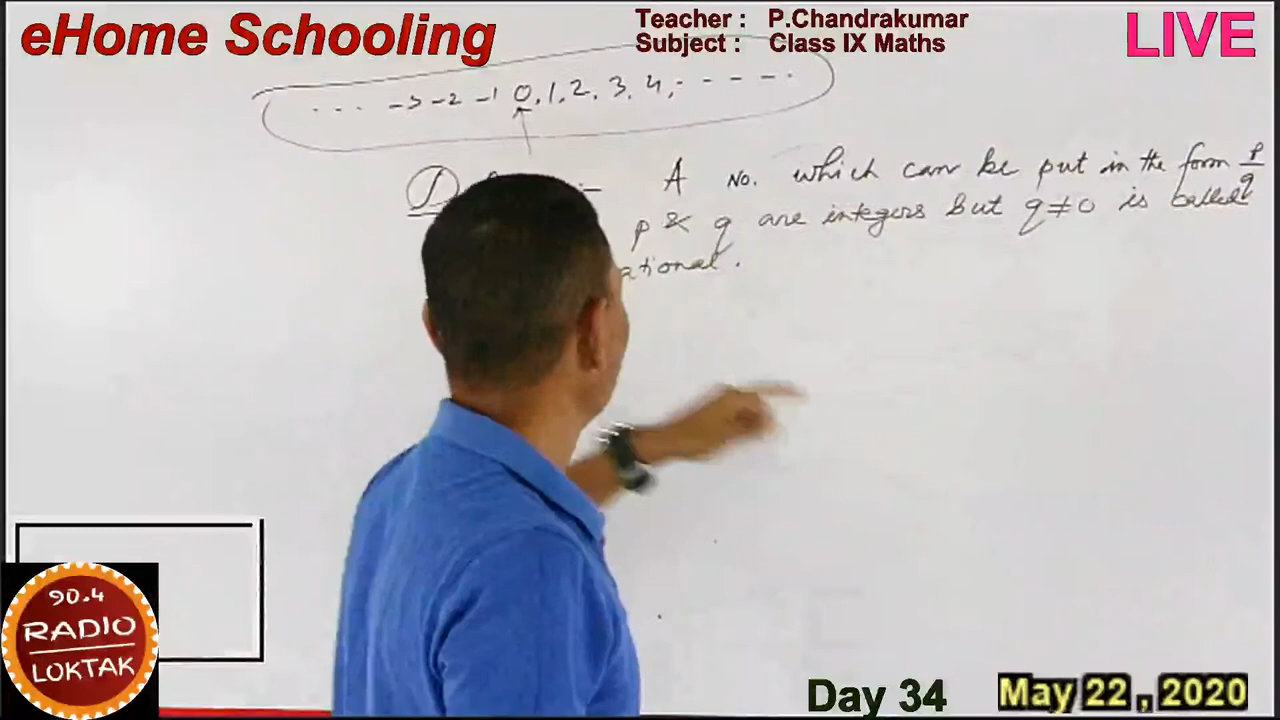 eHome Schooling
Teacher : P.Chandrakumar
Subject : Class IX Maths
LIVE
.... -3 -2 -1 0, 1, 2, 3, 4, - - - - .
① :- A No. which can be put in the form p/q
p & q are integers but q≠0 is called
ational.
90.4
RADIO
LOKTAK
Day 34
May 22 , 2020